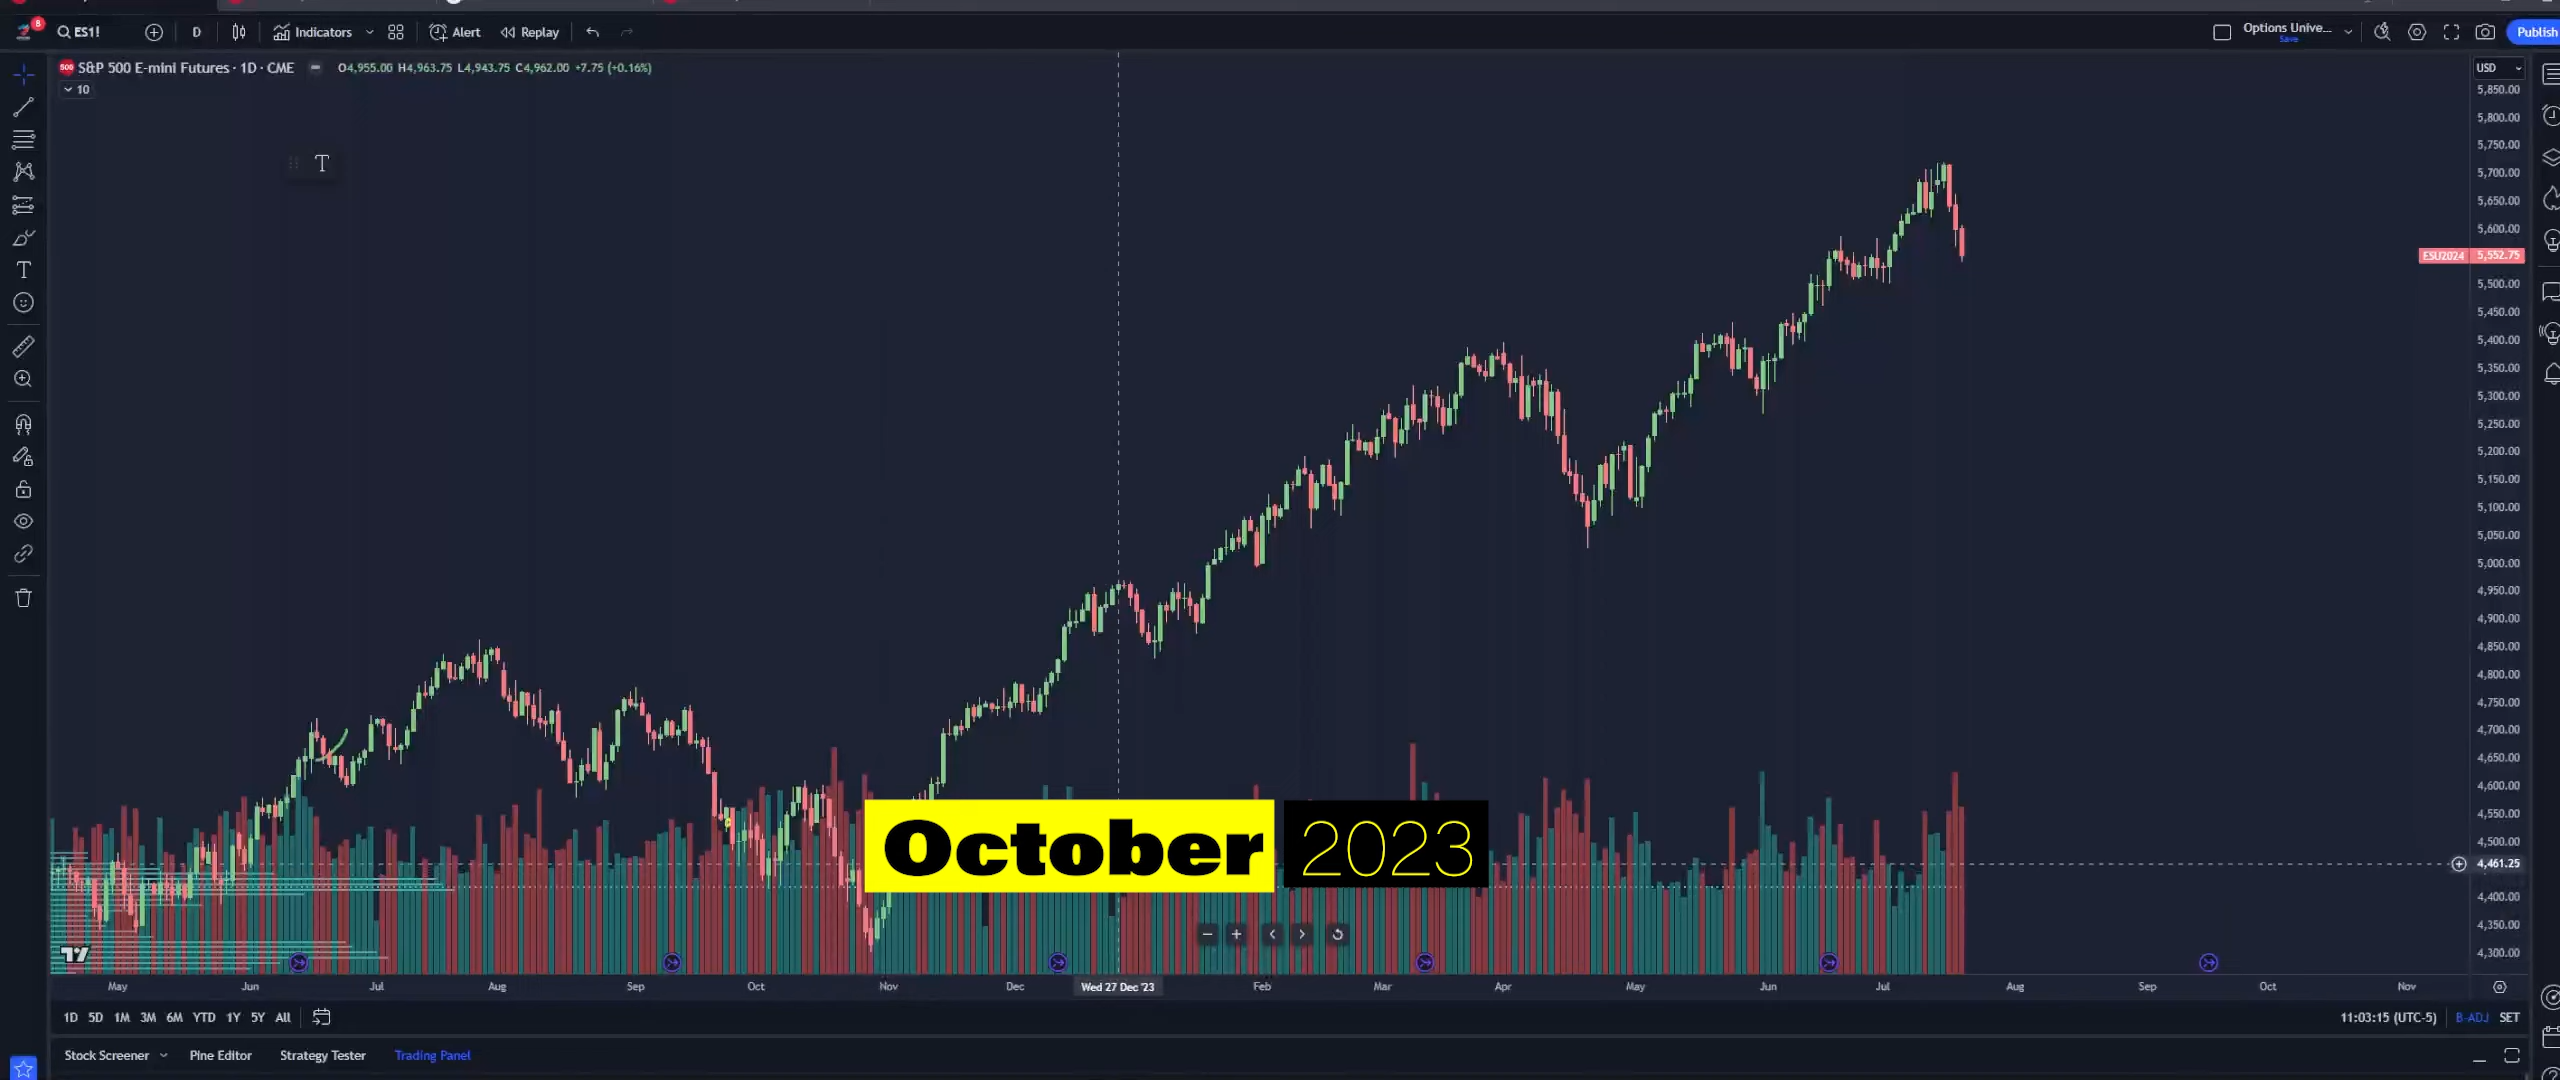 8
ES1!
D
Indicators
Alert
Replay
Options Unive...
Save
Publish
500 S&P 500 E-mini Futures · 1D · CME O4,955.00 H4,963.75 L4,943.75 C4,962.00 +7.75 (+0.16%)
10
T
USD
5,850.00
5,800.00
5,750.00
5,700.00
5,650.00
5,600.00
ESU2024 5,552.75
5,500.00
5,450.00
5,400.00
5,350.00
5,300.00
5,250.00
5,200.00
5,150.00
5,100.00
5,050.00
5,000.00
4,950.00
4,900.00
4,850.00
4,800.00
4,750.00
4,700.00
4,650.00
4,600.00
4,550.00
4,500.00
4,461.25
4,400.00
4,350.00
4,300.00
October 2023
May Jun Jul Aug Sep Oct Nov Dec Wed 27 Dec '23 Feb Mar Apr May Jun Jul Aug Sep Oct Nov
1D 5D 1M 3M 6M YTD 1Y 5Y All
11:03:15 (UTC-5) B-ADJ SET
Stock Screener Pine Editor Strategy Tester Trading Panel